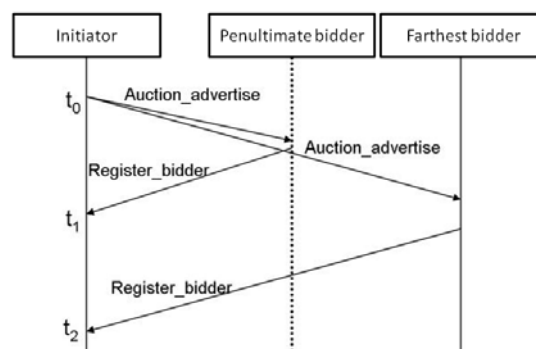 Initiator
Penultimate bidder
Farthest bidder
t0
Auction_advertise
Auction_advertise
Register_bidder
t1
Register_bidder
t2